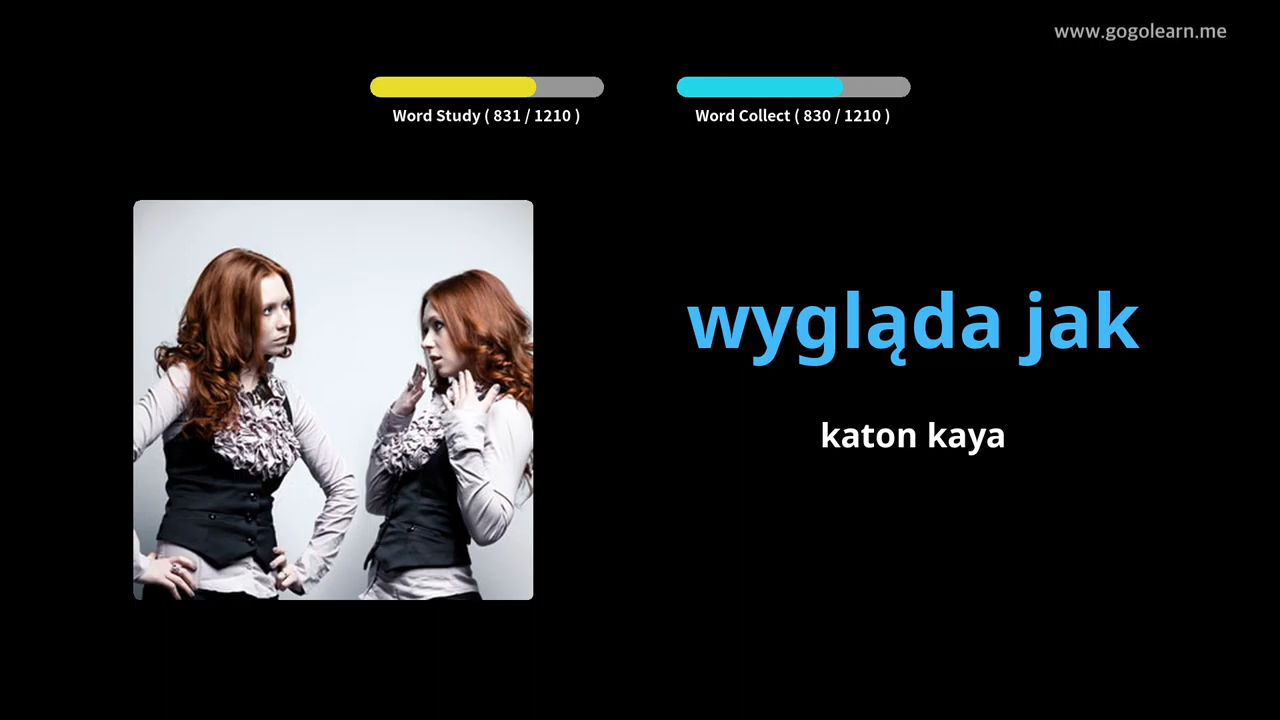 www.gogolearn.me
Word Study ( 831 / 1210 )
Word Collect ( 830 / 1210 )
wygląda jak
katon kaya